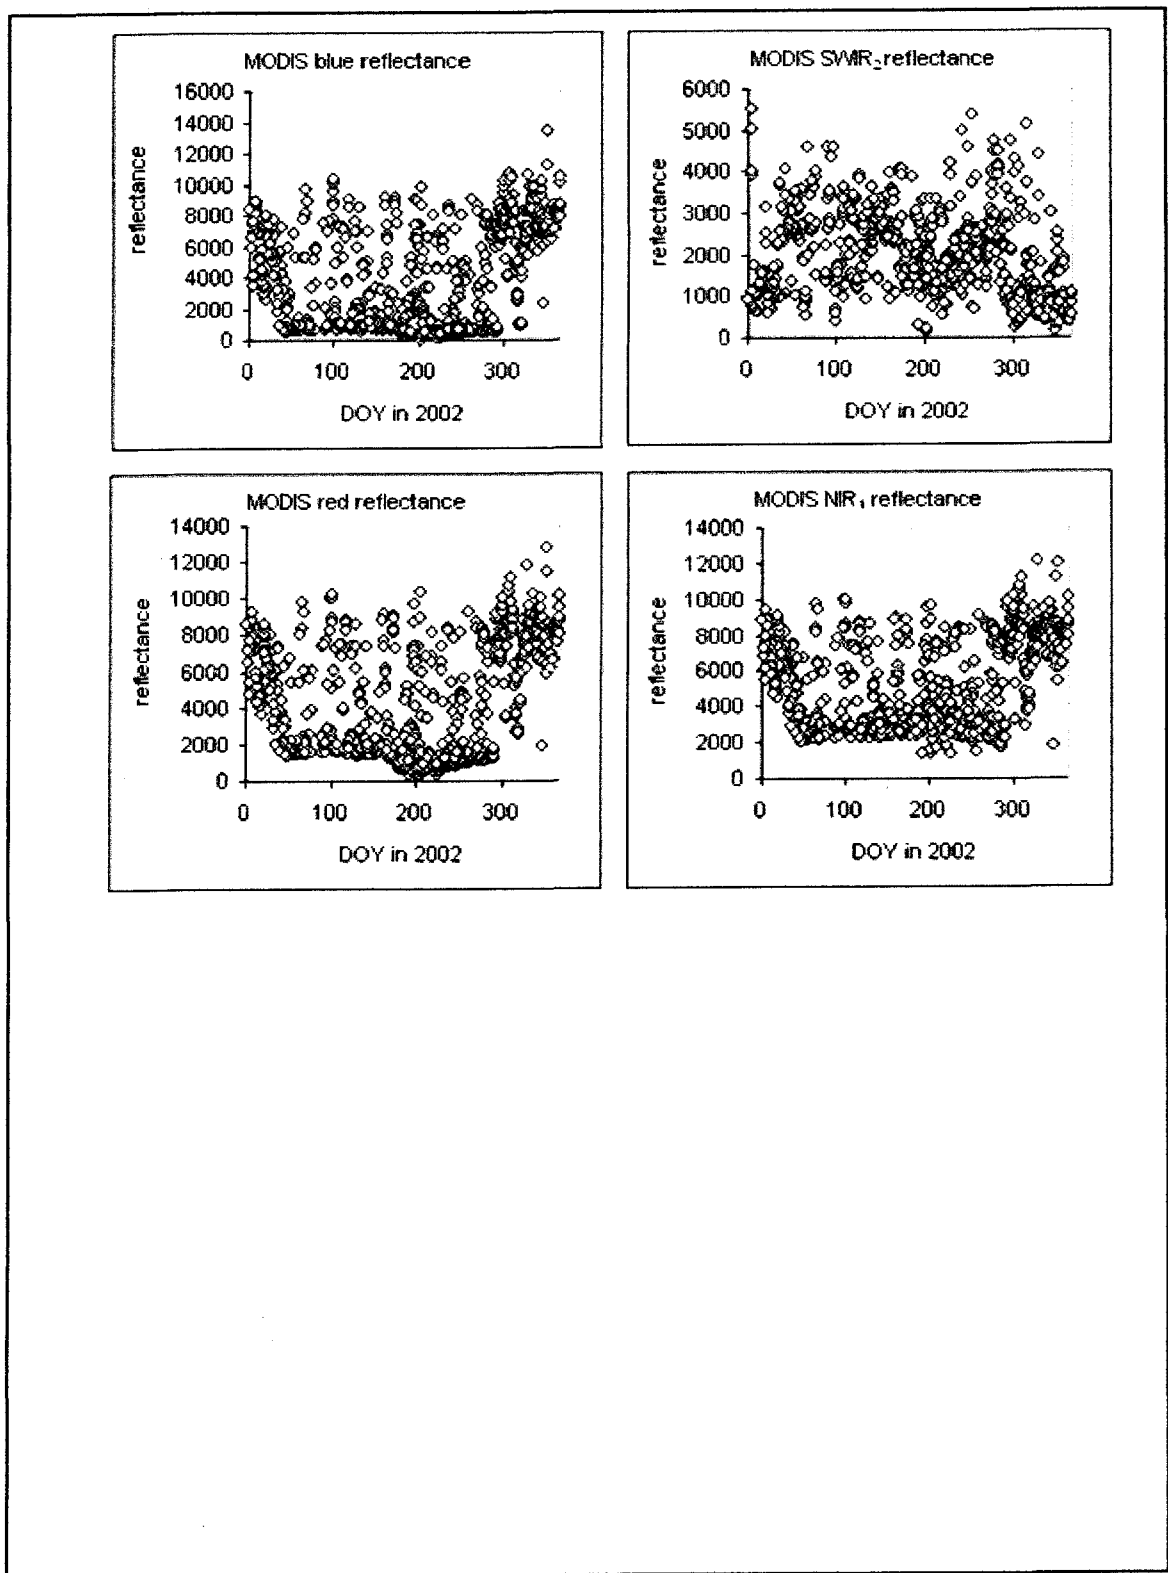 MODIS blue reflectance
16000
14000
12000
10000
8000
6000
4000
2000
0
reflectance
0 100 200 300
DOY in 2002
MODIS SWIR₂ reflectance
6000
5000
4000
3000
2000
1000
0
reflectance
0 100 200 300
DOY in 2002
MODIS red reflectance
14000
12000
10000
8000
6000
4000
2000
0
reflectance
0 100 200 300
DOY in 2002
MODIS NIR₁ reflectance
14000
12000
10000
8000
6000
4000
2000
0
reflectance
0 100 200 300
DOY in 2002